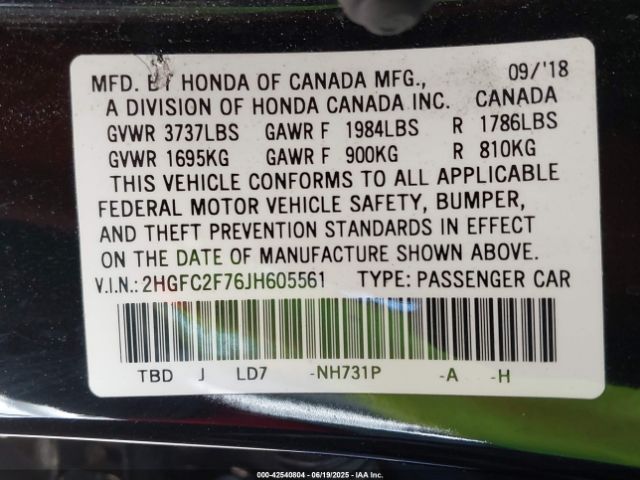 MFD. BY HONDA OF CANADA MFG., 09/'18
A DIVISION OF HONDA CANADA INC. CANADA
GVWR 3737LBS GAWR F 1984LBS R 1786LBS
GVWR 1695KG GAWR F 900KG R 810KG
THIS VEHICLE CONFORMS TO ALL APPLICABLE
FEDERAL MOTOR VEHICLE SAFETY, BUMPER,
AND THEFT PREVENTION STANDARDS IN EFFECT
ON THE DATE OF MANUFACTURE SHOWN ABOVE.
V.I.N.: 2HGFC2F76JH605561 TYPE: PASSENGER CAR
TBD J LD7 -NH731P -A -H
000-42540804 - 06/19/2025 - IAA Inc.